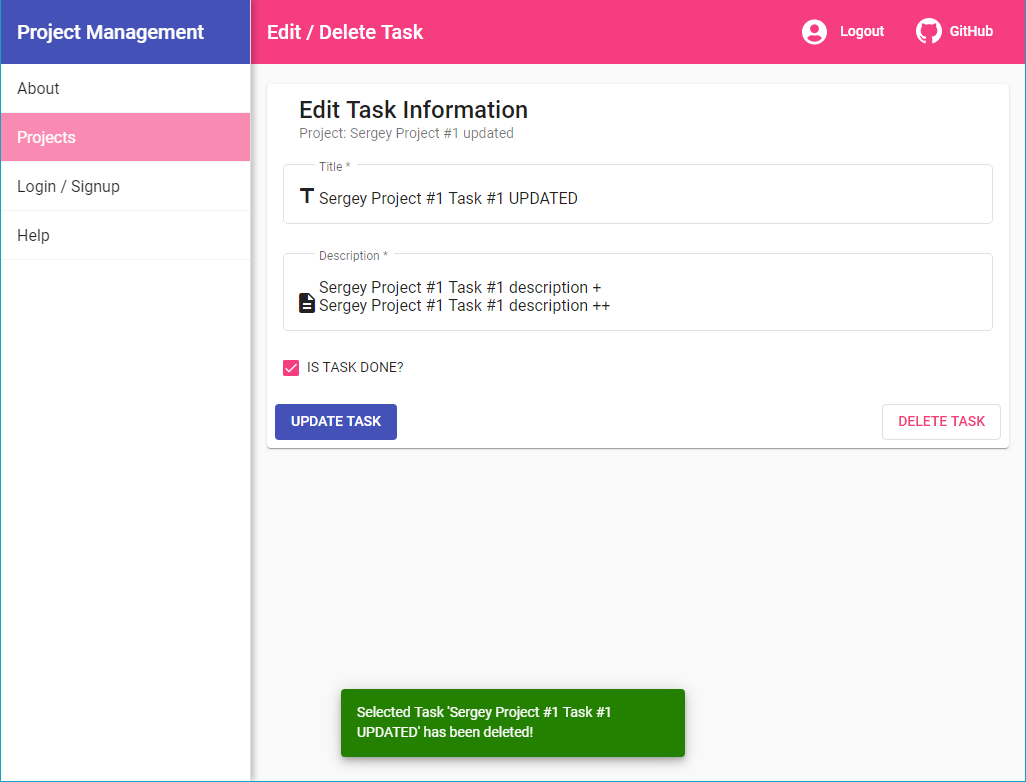 Project Management
Edit / Delete Task
Logout
GitHub
About
Projects
Login / Signup
Help
Edit Task Information
Project: Sergey Project #1 updated
Title *
Sergey Project #1 Task #1 UPDATED
Description *
Sergey Project #1 Task #1 description +
Sergey Project #1 Task #1 description ++
IS TASK DONE?
UPDATE TASK
DELETE TASK
Selected Task 'Sergey Project #1 Task #1
UPDATED' has been deleted!